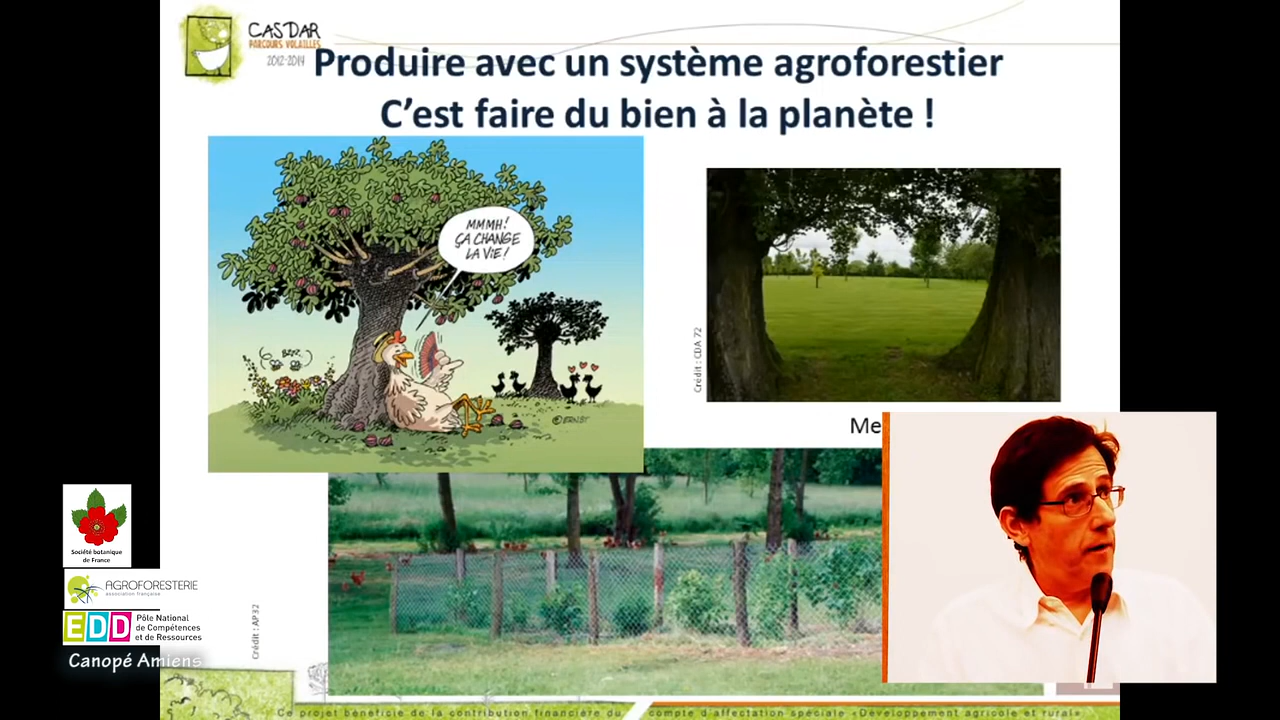 CASDAR
PARCOURS VOLAILLES
2012-2014
Produire avec un système agroforestier
C'est faire du bien à la planète !
MMMH!
ÇA CHANGE
LA VIE!
BZZZ
©ERNST
Crédit : CDA 72
Me
Crédit : AP32
Société botanique
de France
AGROFORESTERIE
association française
EDD
Pôle National
de Compétences
et de Ressources
Canopé Amiens
Ce projet bénéficie de la contribution financière du compte d'affectation spéciale «Développement agricole et rural»